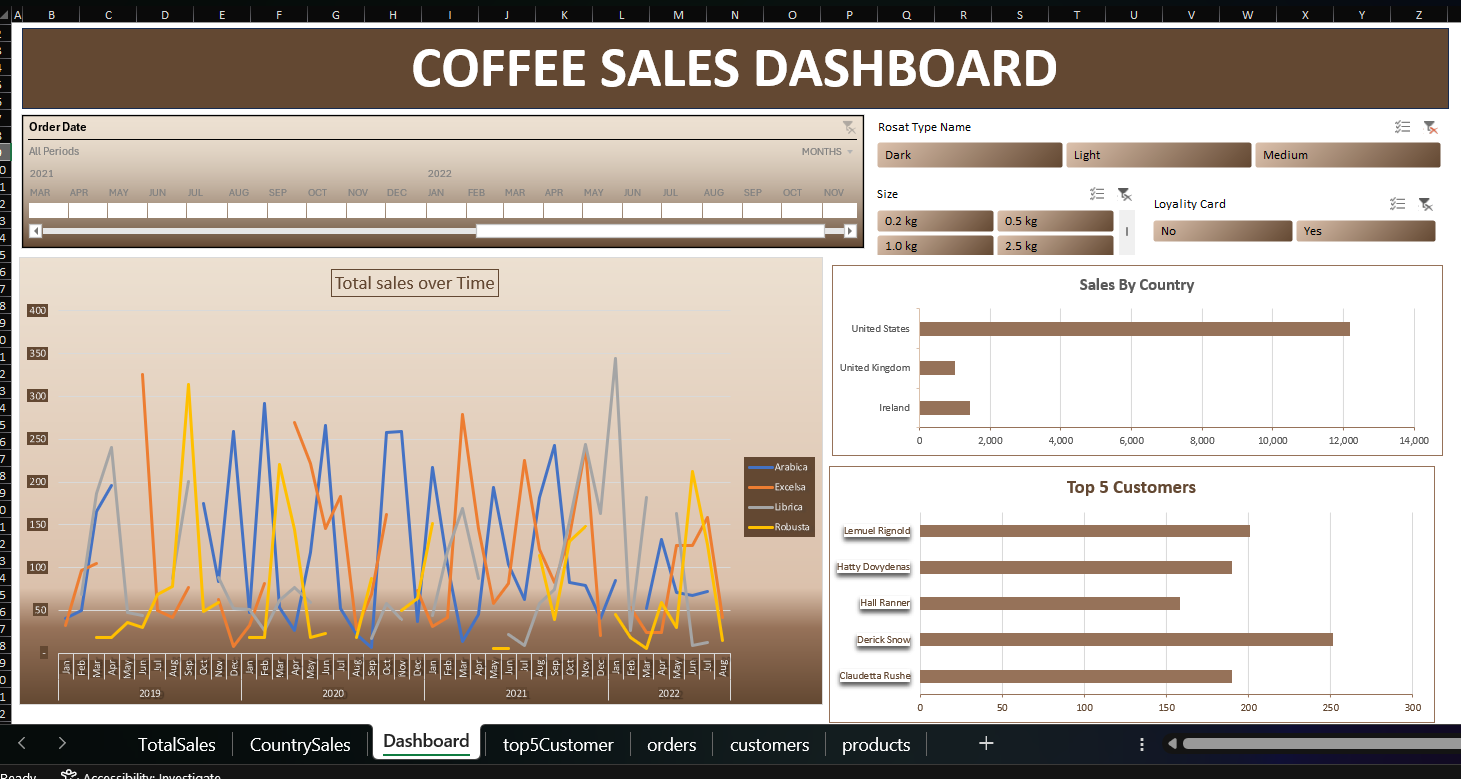 A B C D E F G H I J K L M N O P Q R S T U V W X Y Z
COFFEE SALES DASHBOARD
Order Date
All Periods MONTHS
2021 2022
MAR APR MAY JUN JUL AUG SEP OCT NOV DEC JAN FEB MAR APR MAY JUN JUL AUG SEP OCT NOV
Rosat Type Name
Dark Light Medium
Size
0.2 kg 0.5 kg
1.0 kg 2.5 kg
Loyality Card
No Yes
Total sales over Time
400
350
300
250
200
150
100
50
-
Arabica
Excelsa
Librica
Robusta
Jan Feb Mar Apr May Jun Jul Aug Sep Oct Nov Dec Jan Feb Mar Apr May Jun Jul Aug Sep Oct Nov Dec Jan Feb Mar Apr May Jun Jul Aug Sep Oct Nov Dec Jan Feb Mar Apr May Jun Jul Aug
2019 2020 2021 2022
Sales By Country
United States
United Kingdom
Ireland
0 2,000 4,000 6,000 8,000 10,000 12,000 14,000
Top 5 Customers
Lemuel Rignold
Hatty Dovydenas
Hall Ranner
Derick Snow
Claudetta Rushe
0 50 100 150 200 250 300
TotalSales CountrySales Dashboard top5Customer orders customers products
Ready Accessibility: Investigate